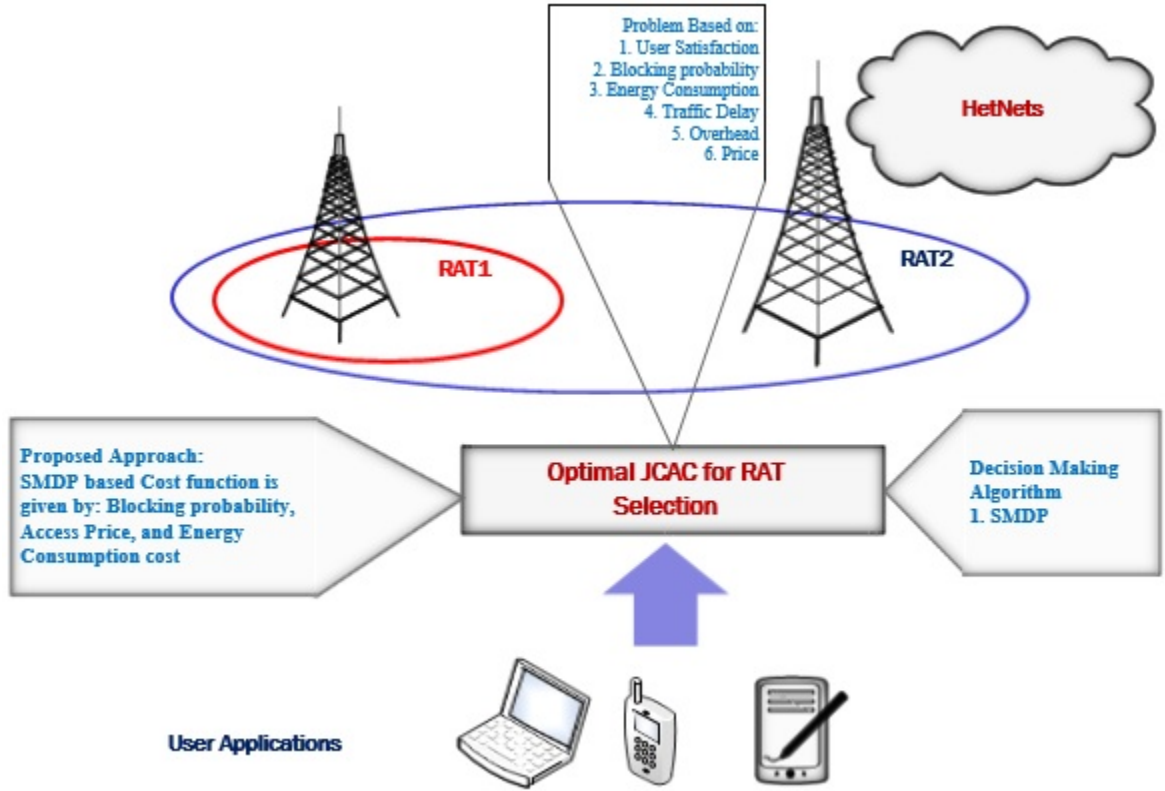 Problem Based on:
1. User Satisfaction
2. Blocking probability
3. Energy Consumption
4. Traffic Delay
5. Overhead
6. Price
HetNets
RAT1
RAT2
Proposed Approach:
SMDP based Cost function is
given by: Blocking probability,
Access Price, and Energy
Consumption cost
Optimal JCAC for RAT
Selection
Decision Making
Algorithm
1. SMDP
User Applications